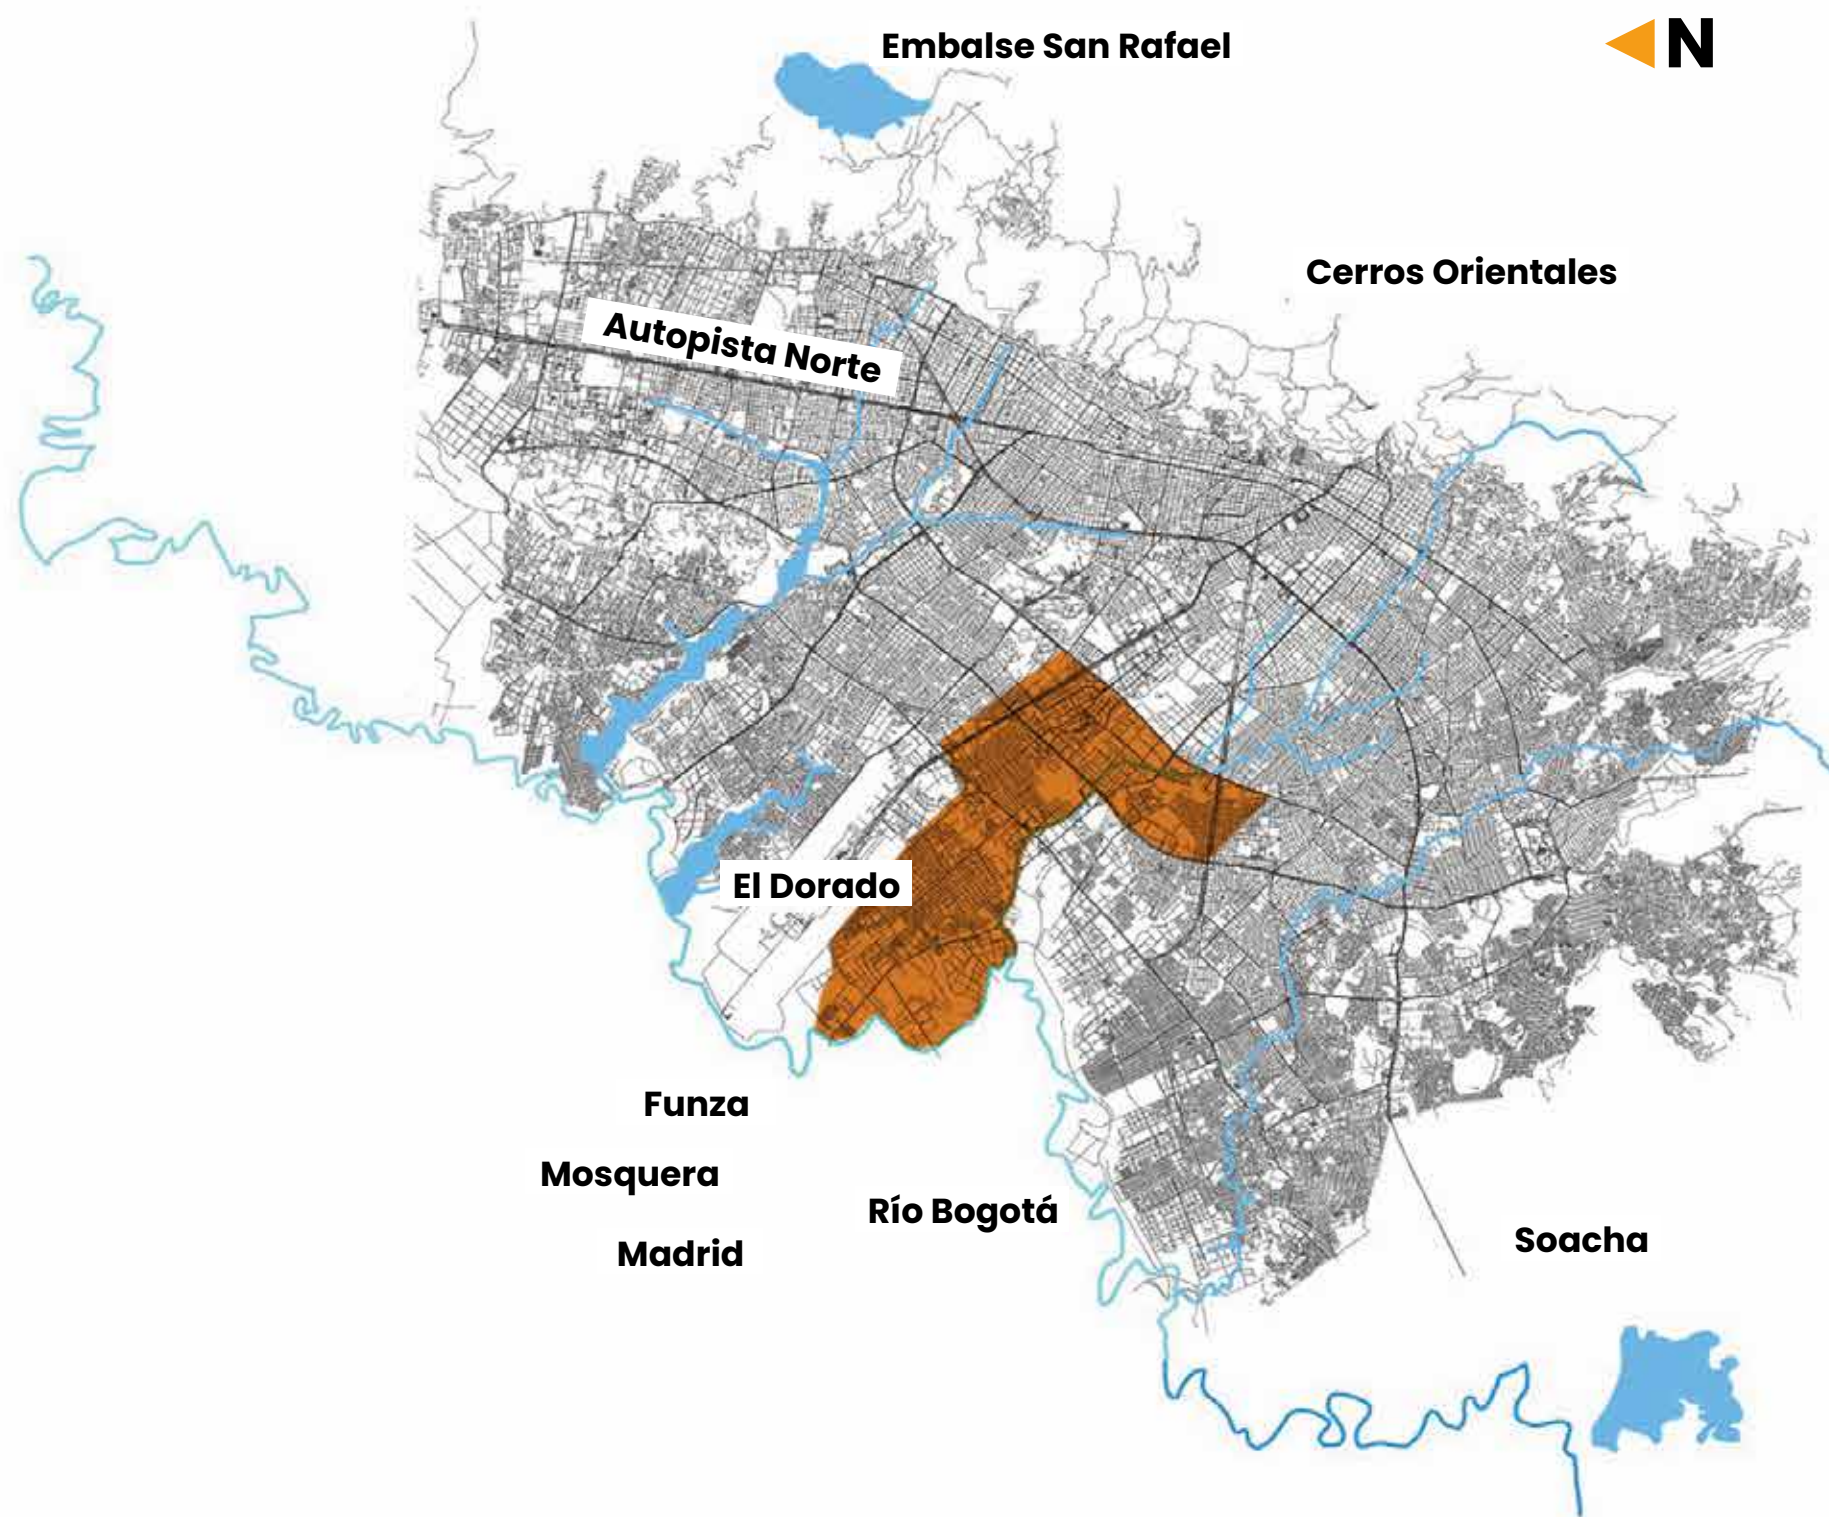 Embalse San Rafael
N
Cerros Orientales
Autopista Norte
El Dorado
Funza
Mosquera
Río Bogotá
Madrid
Soacha